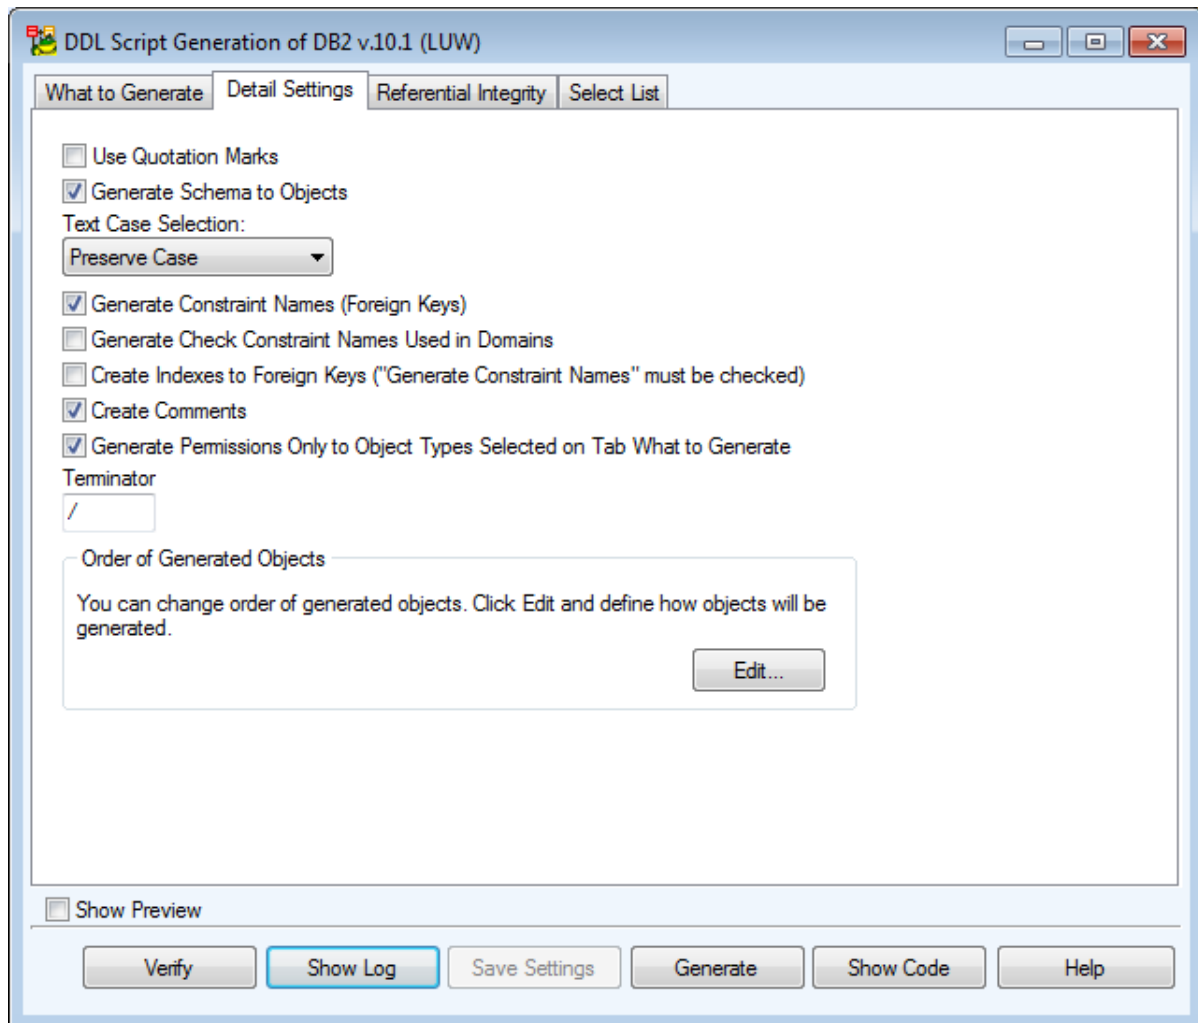 DDL Script Generation of DB2 v.10.1 (LUW)
What to Generate Detail Settings Referential Integrity Select List
Use Quotation Marks
Generate Schema to Objects
Text Case Selection:
Preserve Case
Generate Constraint Names (Foreign Keys)
Generate Check Constraint Names Used in Domains
Create Indexes to Foreign Keys ("Generate Constraint Names" must be checked)
Create Comments
Generate Permissions Only to Object Types Selected on Tab What to Generate
Terminator
/
Order of Generated Objects
You can change order of generated objects. Click Edit and define how objects will be
generated.
Edit...
Show Preview
Verify Show Log Save Settings Generate Show Code Help